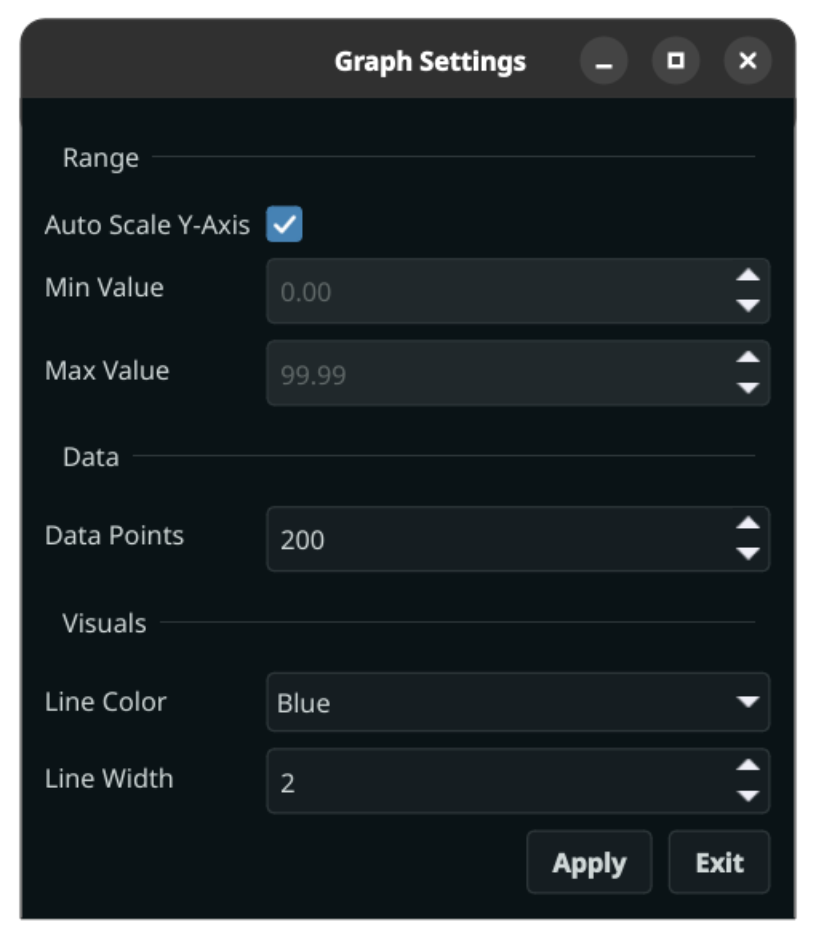 Graph Settings
Range
Auto Scale Y-Axis
Min Value 0.00
Max Value 99.99
Data
Data Points 200
Visuals
Line Color Blue
Line Width 2
Apply Exit